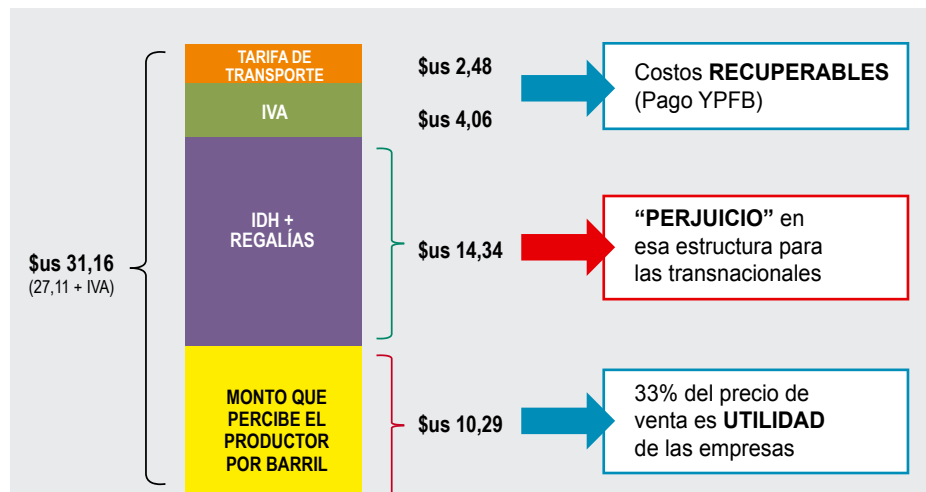 TARIFA DE
TRANSPORTE
$us 2,48
Costos RECUPERABLES
(Pago YPFB)
IVA
$us 4,06
IDH +
REGALÍAS
$us 14,34
“PERJUICIO” en
esa estructura para
las transnacionales
$us 31,16
(27,11 + IVA)
MONTO QUE
PERCIBE EL
PRODUCTOR
POR BARRIL
$us 10,29
33% del precio de
venta es UTILIDAD
de las empresas